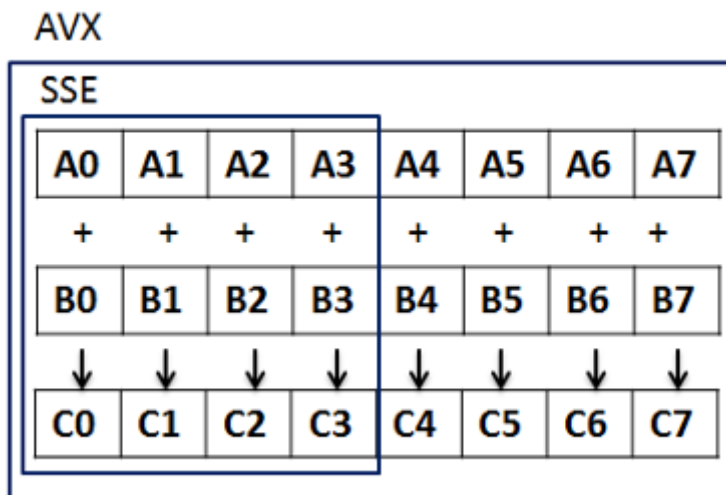 AVX
SSE
A0 A1 A2 A3 A4 A5 A6 A7
+ + + + + + + +
B0 B1 B2 B3 B4 B5 B6 B7
↓ ↓ ↓ ↓ ↓ ↓ ↓ ↓
C0 C1 C2 C3 C4 C5 C6 C7